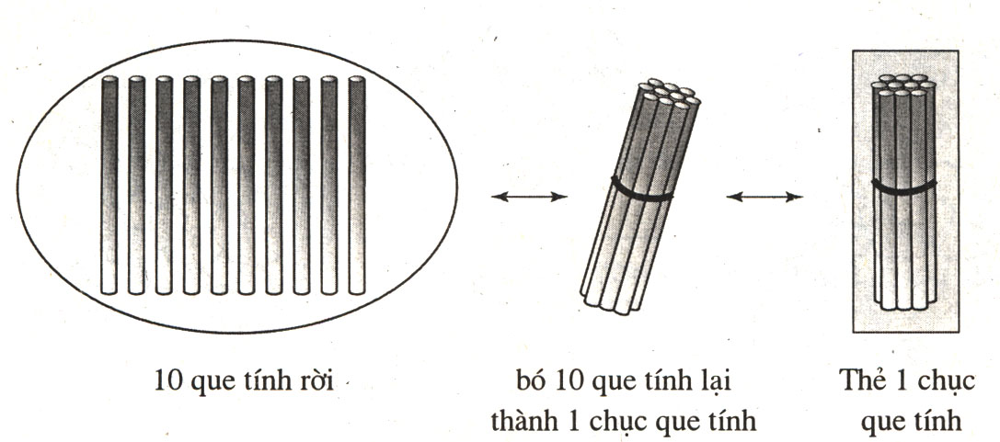 10 que tính rời
bó 10 que tính lại
thành 1 chục que tính
Thẻ 1 chục
que tính